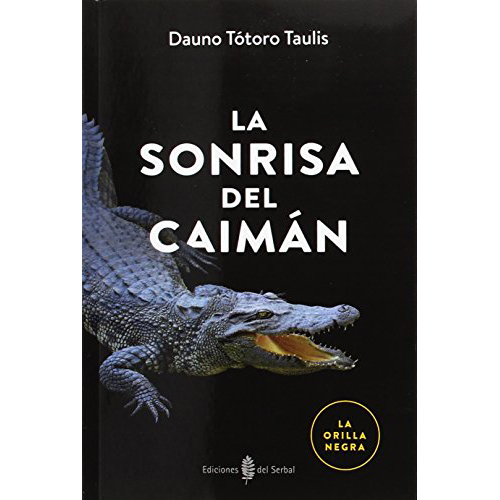 Dauno Tótoro Taulis
LA
SONRISA
DEL
CAIMÁN
LA
ORILLA
NEGRA
Ediciones del Serbal